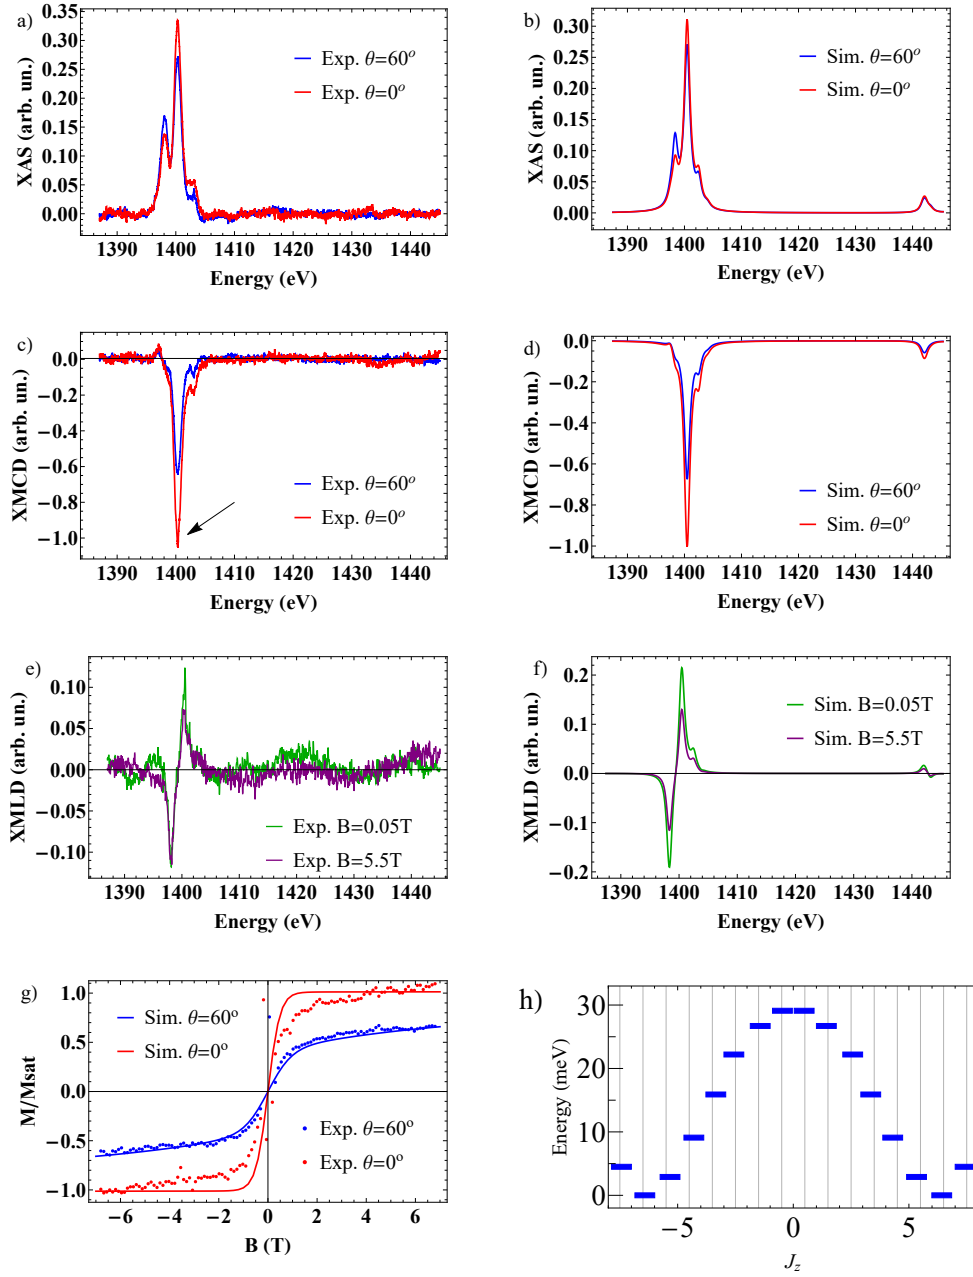 a)
0.35
0.30
0.25
0.20
0.15
0.10
0.05
0.00
XAS (arb. un.)
Exp. θ=60°
Exp. θ=0°
1390 1400 1410 1420 1430 1440
Energy (eV)
b)
0.30
0.25
0.20
0.15
0.10
0.05
0.00
XAS (arb. un.)
Sim. θ=60°
Sim. θ=0°
1390 1400 1410 1420 1430 1440
Energy (eV)
c)
0.0
−0.2
−0.4
−0.6
−0.8
−1.0
XMCD (arb. un.)
Exp. θ=60°
Exp. θ=0°
1390 1400 1410 1420 1430 1440
Energy (eV)
d)
0.0
−0.2
−0.4
−0.6
−0.8
−1.0
XMCD (arb. un.)
Sim. θ=60°
Sim. θ=0°
1390 1400 1410 1420 1430 1440
Energy (eV)
e)
0.10
0.05
0.00
−0.05
−0.10
XMLD (arb. un.)
Exp. B=0.05T
Exp. B=5.5T
1390 1400 1410 1420 1430 1440
Energy (eV)
f)
0.2
0.1
0.0
−0.1
−0.2
XMLD (arb. un.)
Sim. B=0.05T
Sim. B=5.5T
1390 1400 1410 1420 1430 1440
Energy (eV)
g)
1.0
0.5
0.0
−0.5
−1.0
M/Msat
Sim. θ=60°
Sim. θ=0°
Exp. θ=60°
Exp. θ=0°
−6 −4 −2 0 2 4 6
B (T)
h)
30
20
10
0
Energy (meV)
−5 0 5
J_z